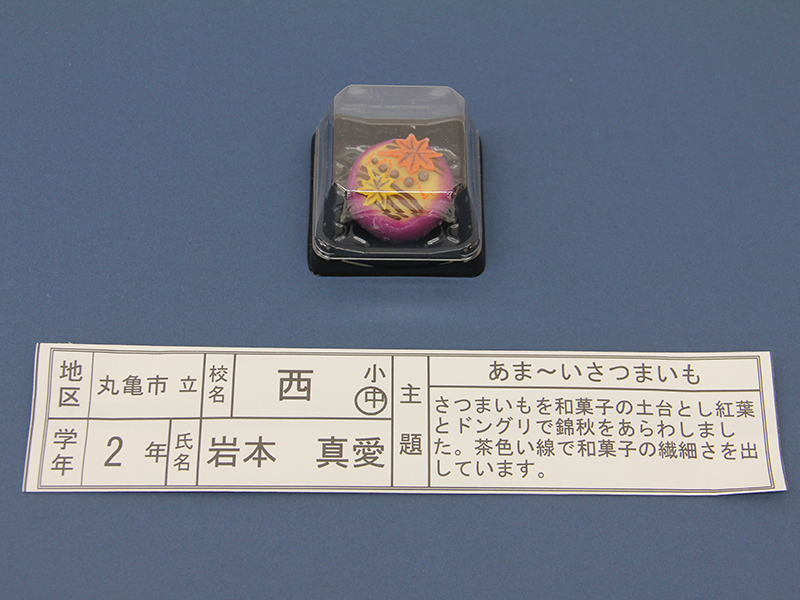 地区 丸亀市 立 校名 西 小 中
学年 2 年 氏名 岩本 真愛
主題
あま〜いさつまいも
さつまいもを和菓子の土台とし紅葉
とドングリで錦秋をあらわしまし
た。茶色い線で和菓子の繊細さを出
しています。